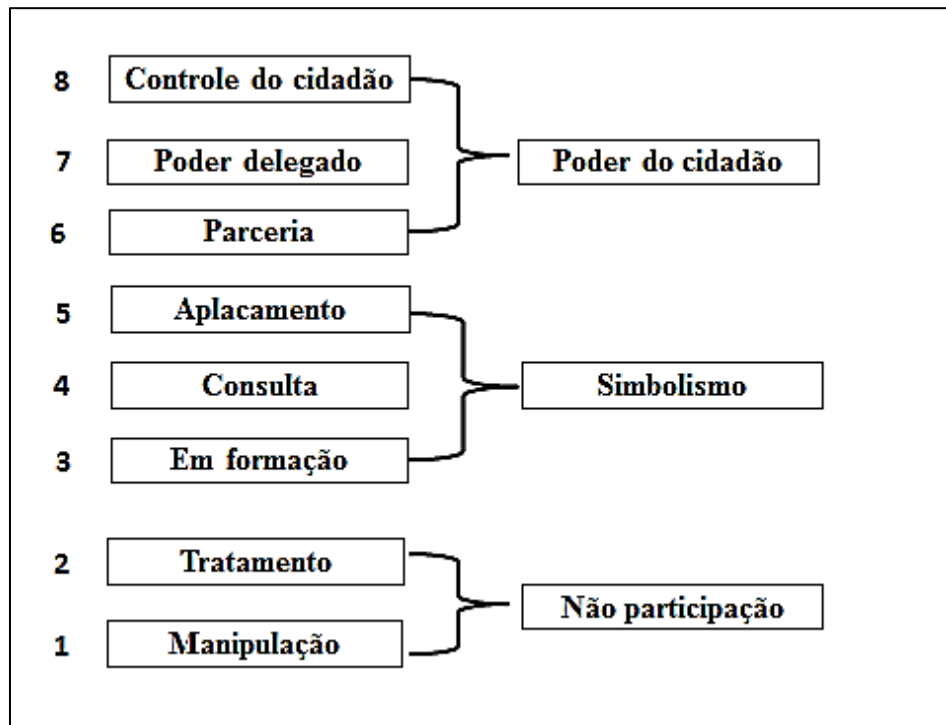 8 Controle do cidadão
7 Poder delegado Poder do cidadão
6 Parceria
5 Aplacamento
4 Consulta Simbolismo
3 Em formação
2 Tratamento
Não participação
1 Manipulação